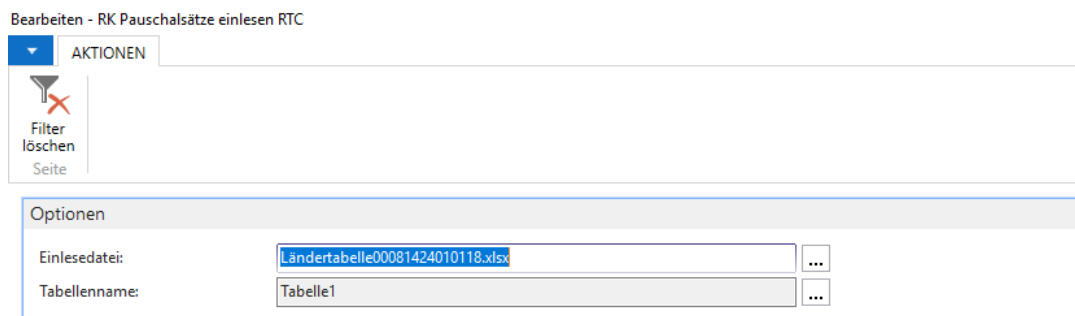 Bearbeiten - RK Pauschalsätze einlesen RTC
AKTIONEN
Filter
löschen
Seite
Optionen
Einlesedatei:
Ländertabelle00081424010118.xlsx
...
Tabellenname:
Tabelle1
...